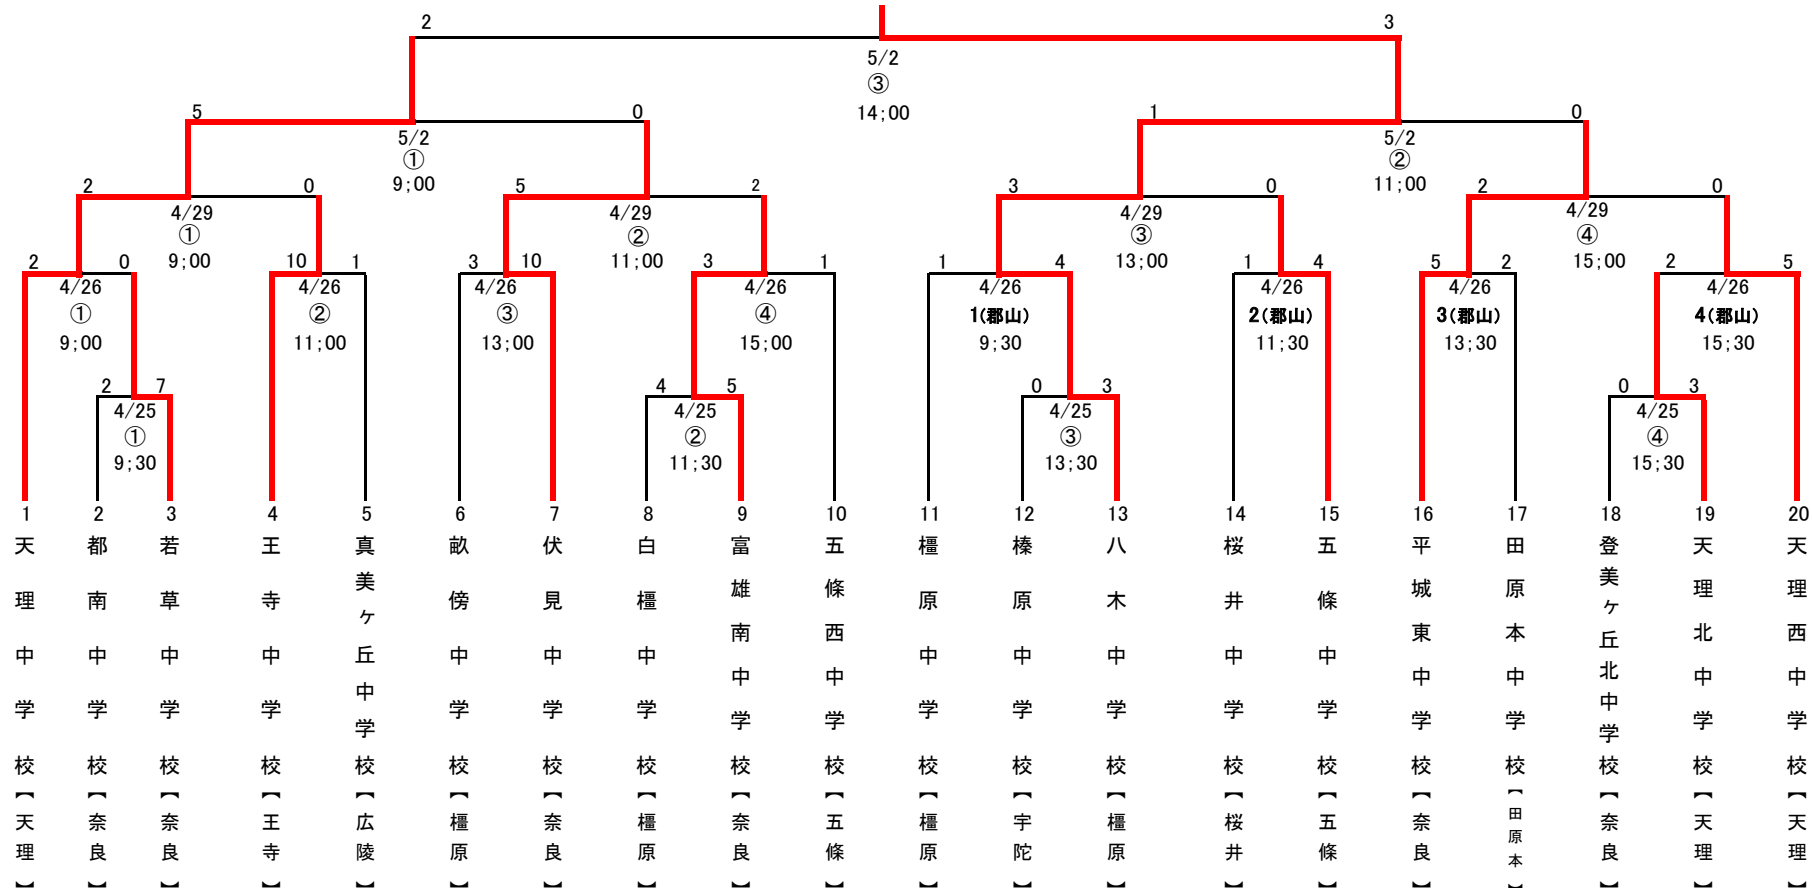 2 3
5/2
③
14;00
5 0 1 0
5/2 5/2
① ②
9;00 11;00
2 0 5 2 3 0 2 0
4/29 4/29 4/29 4/29
① ② ③ ④
9;00 11;00 13;00 15;00
2 0 10 1 3 10 3 1 1 4 1 4 5 2 2 5
4/26 4/26 4/26 4/26 4/26 4/26 4/26 4/26
① ② ③ ④ 1(郡山) 2(郡山) 3(郡山) 4(郡山)
9;00 11;00 13;00 15;00 9;30 11;30 13;30 15;30
2 7 4 5 0 3 0 3
4/25 4/25 4/25 4/25
① ② ③ ④
9;30 11;30 13;30 15;30
1 2 3 4 5 6 7 8 9 10 11 12 13 14 15 16 17 18 19 20
天理中学校【天理】
都南中学校【奈良】
若草中学校【奈良】
王寺中学校【王寺】
真美ヶ丘中学校【広陵】
畝傍中学校【橿原】
伏見中学校【奈良】
白橿中学校【橿原】
富雄南中学校【奈良】
五條西中学校【五條】
橿原中学校【橿原】
榛原中学校【宇陀】
八木中学校【橿原】
桜井中学校【桜井】
五條中学校【五條】
平城東中学校【奈良】
田原本中学校【田原本】
登美ヶ丘北中学校【奈良】
天理北中学校【天理】
天理西中学校【天理】